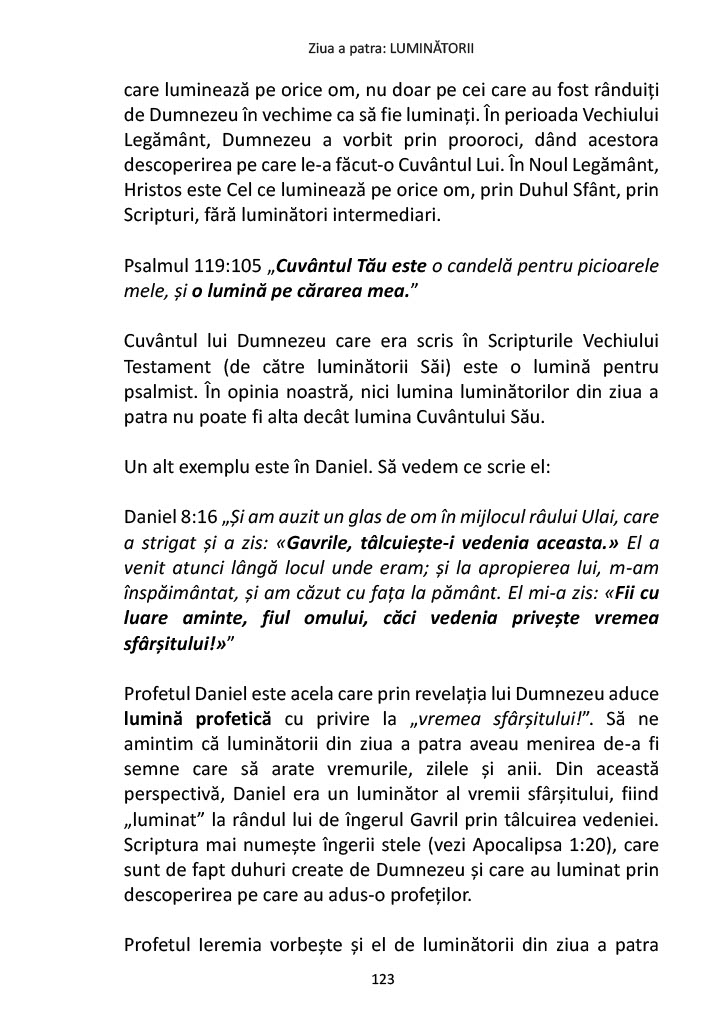 Ziua a patra: LUMINĂTORII
care luminează pe orice om, nu doar pe cei care au fost rânduiți
de Dumnezeu în vechime ca să fie luminați. În perioada Vechiului
Legământ, Dumnezeu a vorbit prin prooroci, dând acestora
descoperirea pe care le-a făcut-o Cuvântul Lui. În Noul Legământ,
Hristos este Cel ce luminează pe orice om, prin Duhul Sfânt, prin
Scripturi, fără luminători intermediari.
Psalmul 119:105 „Cuvântul Tău este o candelă pentru picioarele
mele, și o lumină pe cărarea mea.”
Cuvântul lui Dumnezeu care era scris în Scripturile Vechiului
Testament (de către luminătorii Săi) este o lumină pentru
psalmist. În opinia noastră, nici lumina luminătorilor din ziua a
patra nu poate fi alta decât lumina Cuvântului Său.
Un alt exemplu este în Daniel. Să vedem ce scrie el:
Daniel 8:16 „Și am auzit un glas de om în mijlocul râului Ulai, care
a strigat și a zis: «Gavrile, tâlcuiește-i vedenia aceasta.» El a
venit atunci lângă locul unde eram; și la apropierea lui, m-am
înspăimântat, și am căzut cu fața la pământ. El mi-a zis: «Fii cu
luare aminte, fiul omului, căci vedenia privește vremea
sfârșitului!»”
Profetul Daniel este acela care prin revelația lui Dumnezeu aduce
lumină profetică cu privire la „vremea sfârșitului!”. Să ne
amintim că luminătorii din ziua a patra aveau menirea de-a fi
semne care să arate vremurile, zilele și anii. Din această
perspectivă, Daniel era un luminător al vremii sfârșitului, fiind
„luminat” la rândul lui de îngerul Gavril prin tâlcuirea vedeniei.
Scriptura mai numește îngerii stele (vezi Apocalipsa 1:20), care
sunt de fapt duhuri create de Dumnezeu și care au luminat prin
descoperirea pe care au adus-o profeților.
Profetul Ieremia vorbește și el de luminătorii din ziua a patra
123